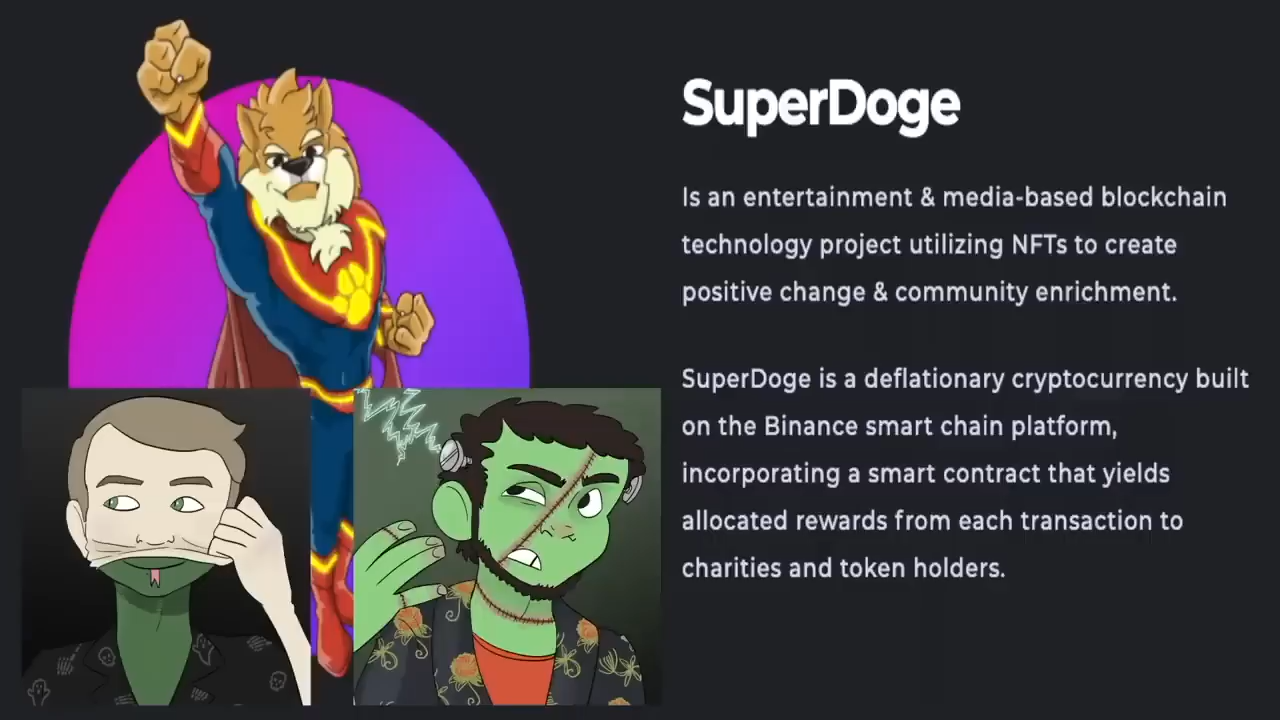 SuperDoge
Is an entertainment & media-based blockchain
technology project utilizing NFTs to create
positive change & community enrichment.
SuperDoge is a deflationary cryptocurrency built
on the Binance smart chain platform,
incorporating a smart contract that yields
allocated rewards from each transaction to
charities and token holders.